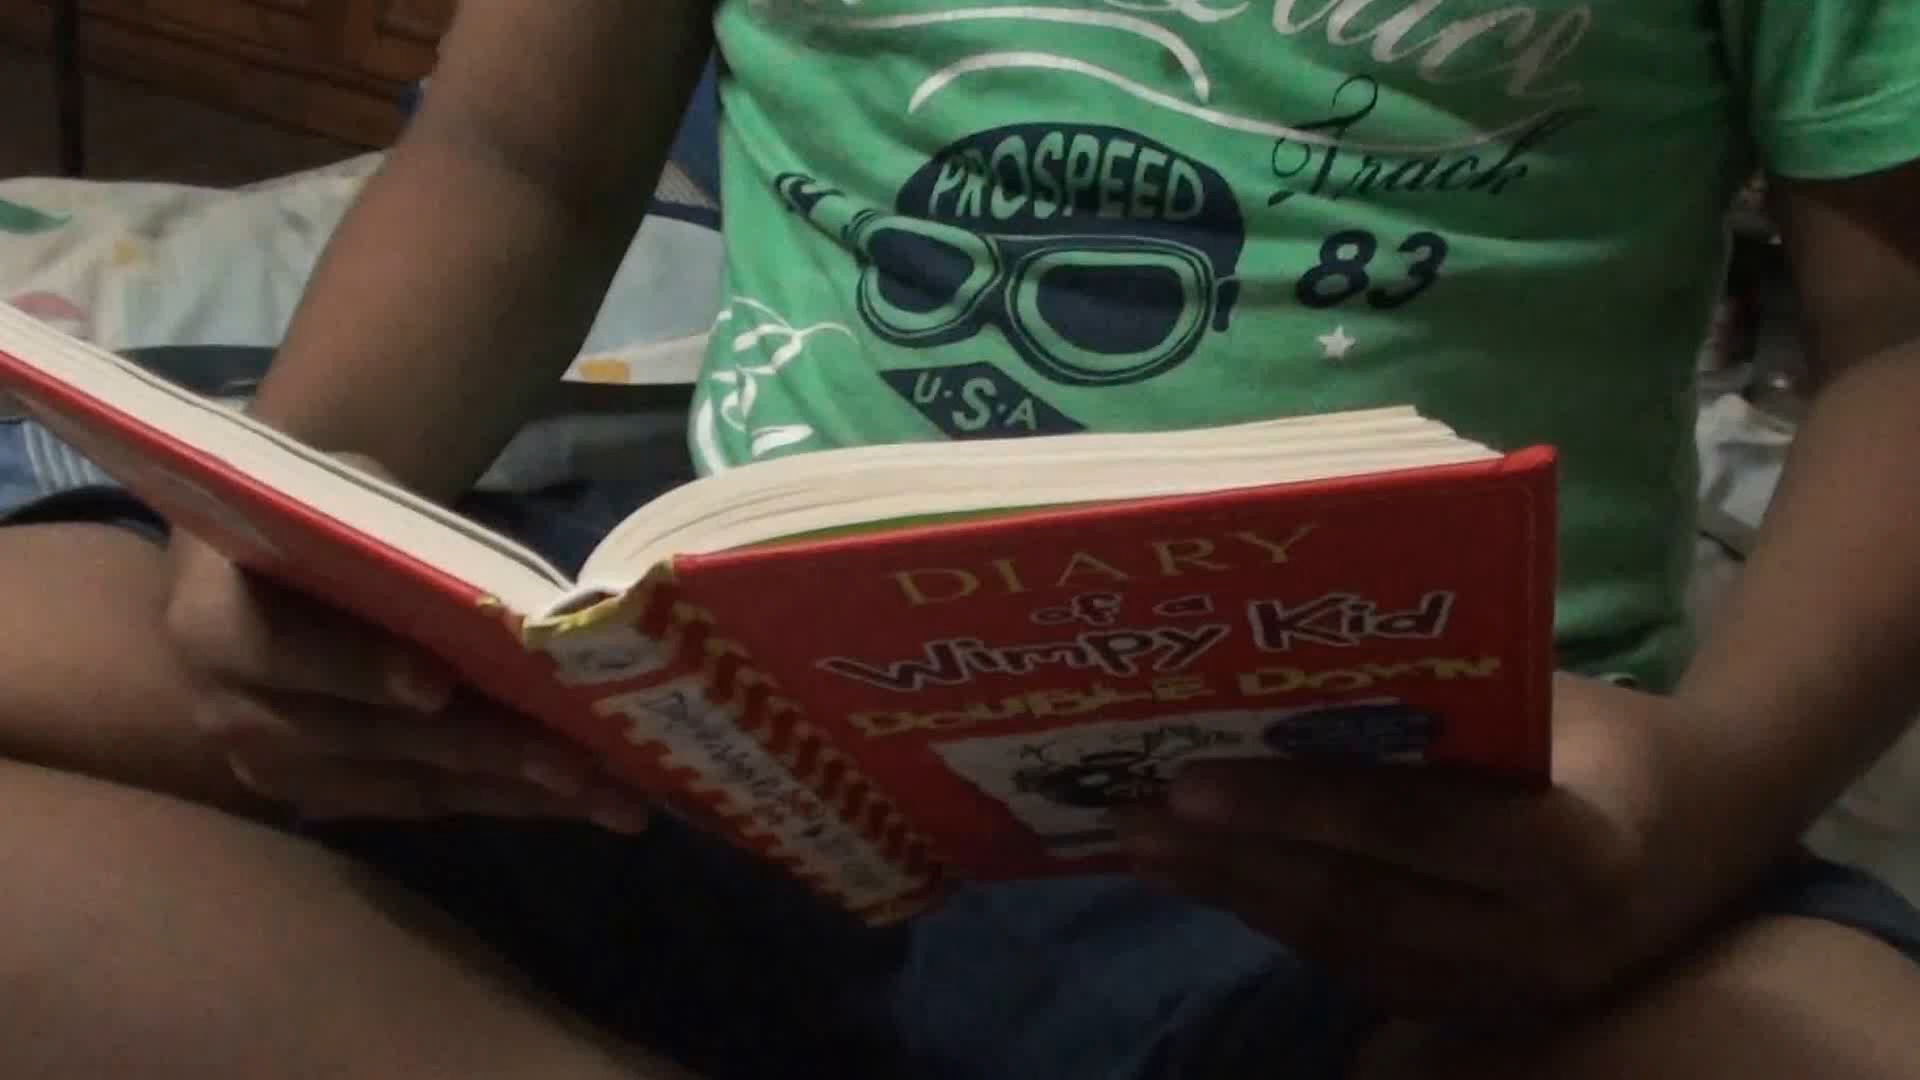 Track
PROSPEED
83
U·S·A
DIARY
of a
Wimpy Kid
DOUBLE DOWN